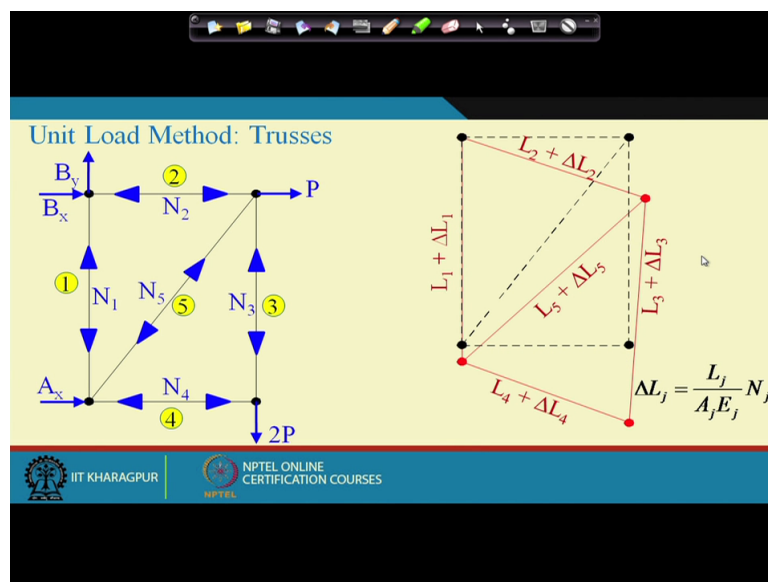 Unit Load Method: Trusses
B_y
B_x
2
N_2
P
1
N_1
N_5
5
N_3
3
A_x
N_4
4
2P
L_2 + ΔL_2
L_1 + ΔL_1
L_5 + ΔL_5
L_3 + ΔL_3
L_4 + ΔL_4
ΔL_j = L_j / A_j E_j N_j
IIT KHARAGPUR
NPTEL
NPTEL ONLINE
CERTIFICATION COURSES